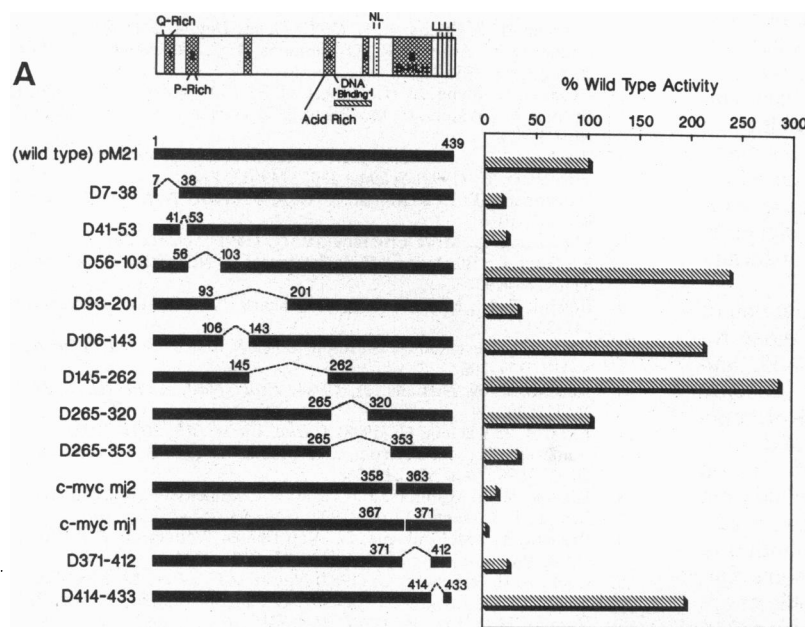 Q-Rich
NL
LLLL
P-Rich
DNA
Binding
Acid Rich
A
% Wild Type Activity
0 50 100 150 200 250 300
1 439
(wild type) pM21
7 38
D7-38
41 53
D41-53
56 103
D56-103
93 201
D93-201
106 143
D106-143
145 262
D145-262
265 320
D265-320
265 353
D265-353
358 363
c-myc mj2
367 371
c-myc mj1
371 412
D371-412
414 433
D414-433